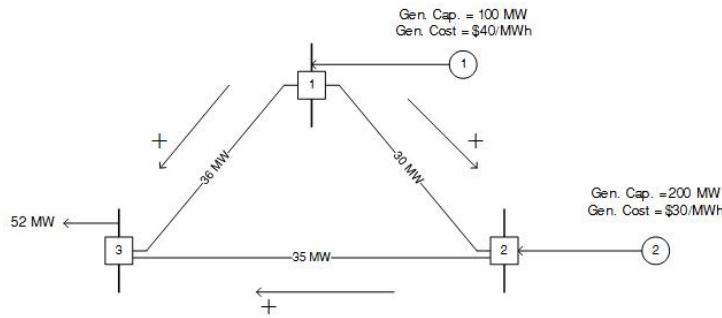 Gen. Cap. = 100 MW
Gen. Cost = $40/MWh
1
1
+
+
36 MW
30 MW
Gen. Cap. =200 MW
Gen. Cost =$30/MWh
52 MW
3
35 MW
2
2
+